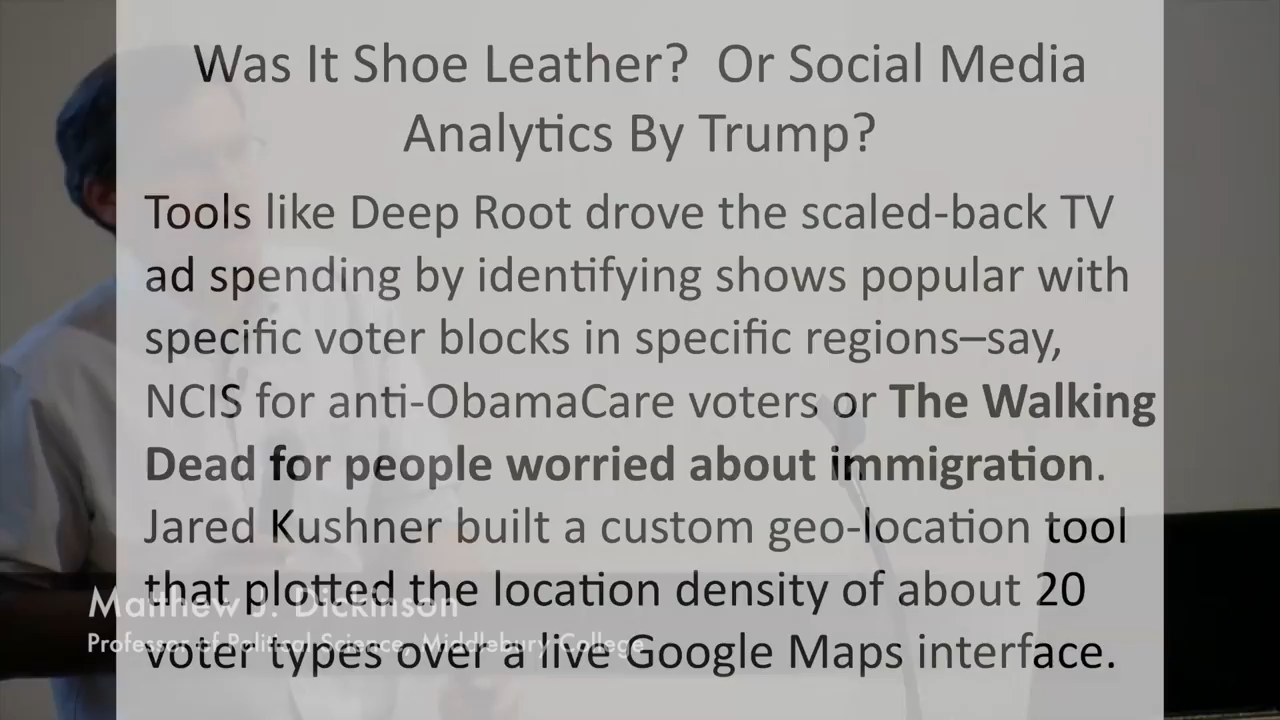 Was It Shoe Leather?  Or Social Media
Analytics By Trump?
Tools like Deep Root drove the scaled-back TV
ad spending by identifying shows popular with
specific voter blocks in specific regions–say,
NCIS for anti-ObamaCare voters or The Walking
Dead for people worried about immigration.
Jared Kushner built a custom geo-location tool
that plotted the location density of about 20
voter types over a live Google Maps interface.
Matthew J. Dickinson
Professor of Political Science, Middlebury College